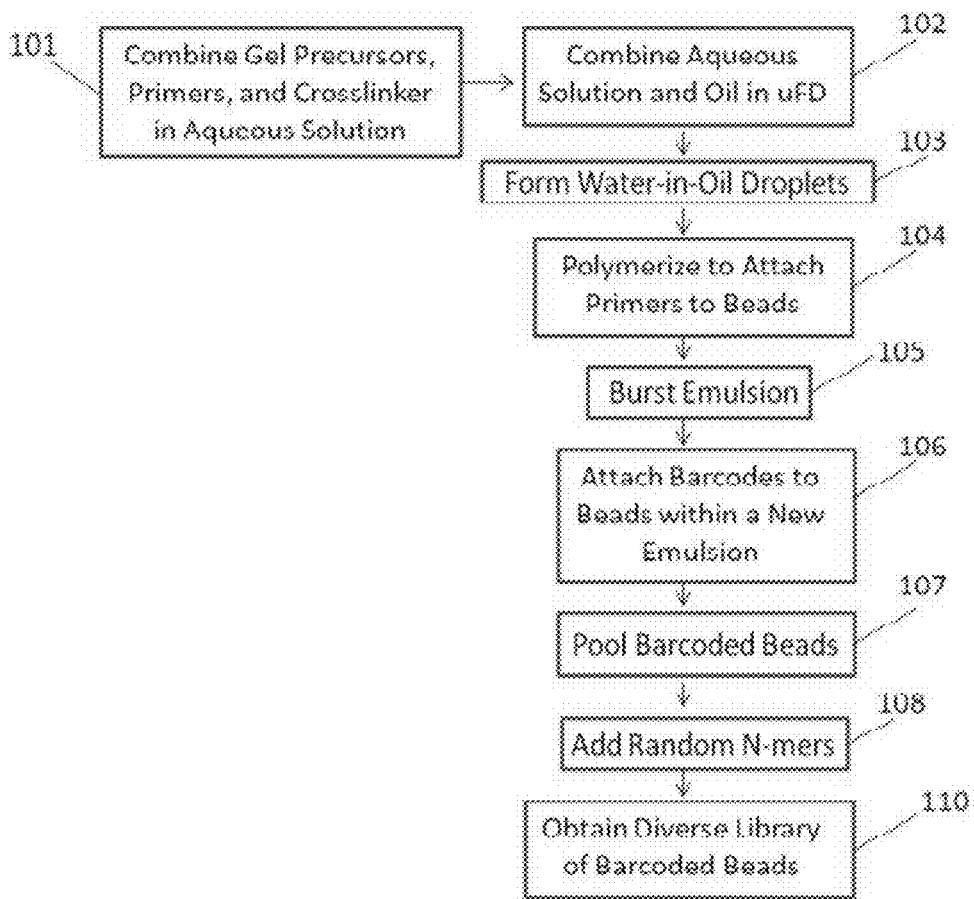 101
Combine Gel Precursors,
Primers, and Crosslinker
in Aqueous Solution
102
Combine Aqueous
Solution and Oil in uFD
103
Form Water-in-Oil Droplets
104
Polymerize to Attach
Primers to Beads
105
Burst Emulsion
106
Attach Barcodes to
Beads within a New
Emulsion
107
Pool Barcoded Beads
108
Add Random N-mers
110
Obtain Diverse Library
of Barcoded Beads